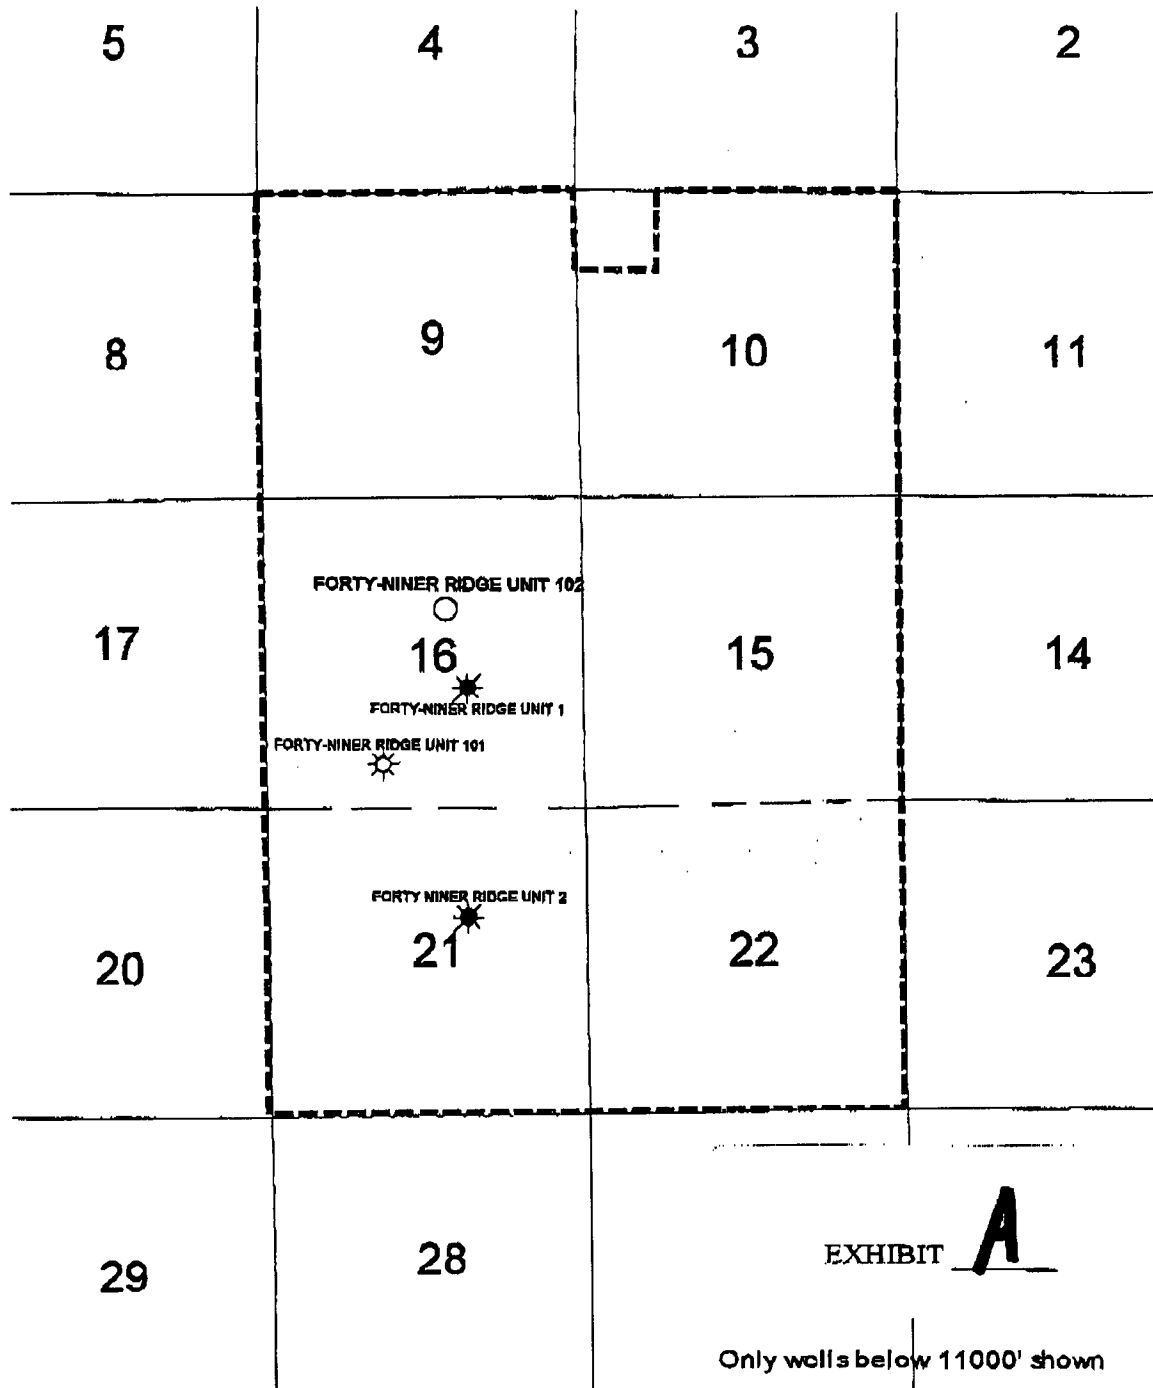 5 4 3 2
8 9 10 11
FORTY-NINER RIDGE UNIT 102
17 16 15 14
FORTY-NINER RIDGE UNIT 1
FORTY-NINER RIDGE UNIT 101
FORTY NINER RIDGE UNIT 2
20 21 22 23
29 28
EXHIBIT A
Only wells below 11000' shown